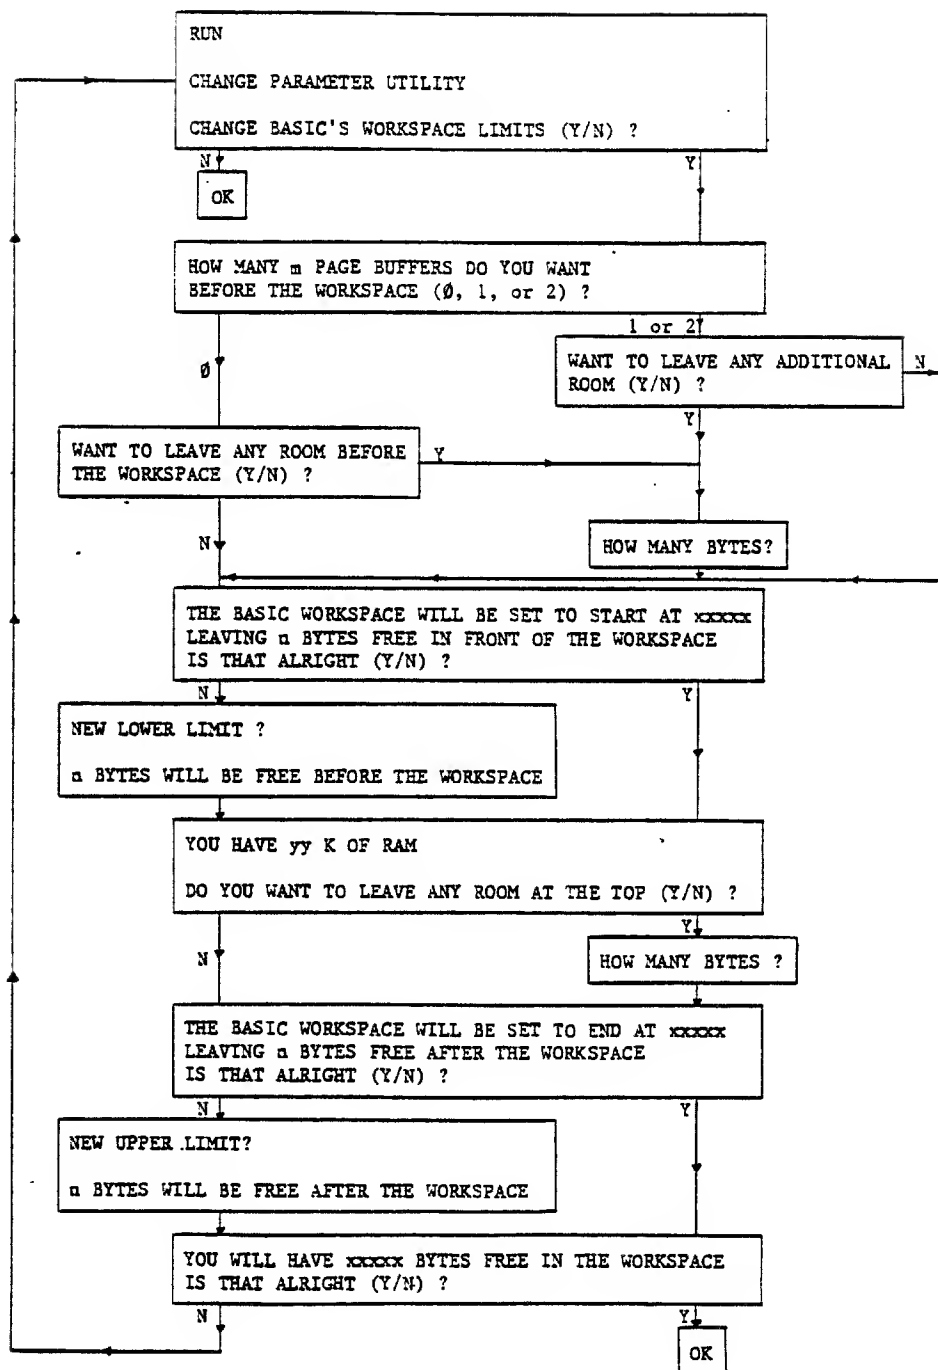 RUN
CHANGE PARAMETER UTILITY
CHANGE BASIC'S WORKSPACE LIMITS (Y/N) ?
N
Y
OK
HOW MANY m PAGE BUFFERS DO YOU WANT
BEFORE THE WORKSPACE (Ø, 1, or 2) ?
1 or 2
Ø
WANT TO LEAVE ANY ADDITIONAL
ROOM (Y/N) ?
N
Y
WANT TO LEAVE ANY ROOM BEFORE
THE WORKSPACE (Y/N) ?
Y
N
HOW MANY BYTES?
THE BASIC WORKSPACE WILL BE SET TO START AT xxxxx
LEAVING n BYTES FREE IN FRONT OF THE WORKSPACE
IS THAT ALRIGHT (Y/N) ?
N
Y
NEW LOWER LIMIT ?
n BYTES WILL BE FREE BEFORE THE WORKSPACE
YOU HAVE yy K OF RAM
DO YOU WANT TO LEAVE ANY ROOM AT THE TOP (Y/N) ?
Y
N
HOW MANY BYTES ?
THE BASIC WORKSPACE WILL BE SET TO END AT xxxxx
LEAVING n BYTES FREE AFTER THE WORKSPACE
IS THAT ALRIGHT (Y/N) ?
N
Y
NEW UPPER LIMIT?
n BYTES WILL BE FREE AFTER THE WORKSPACE
YOU WILL HAVE xxxxx BYTES FREE IN THE WORKSPACE
IS THAT ALRIGHT (Y/N) ?
N
Y
OK